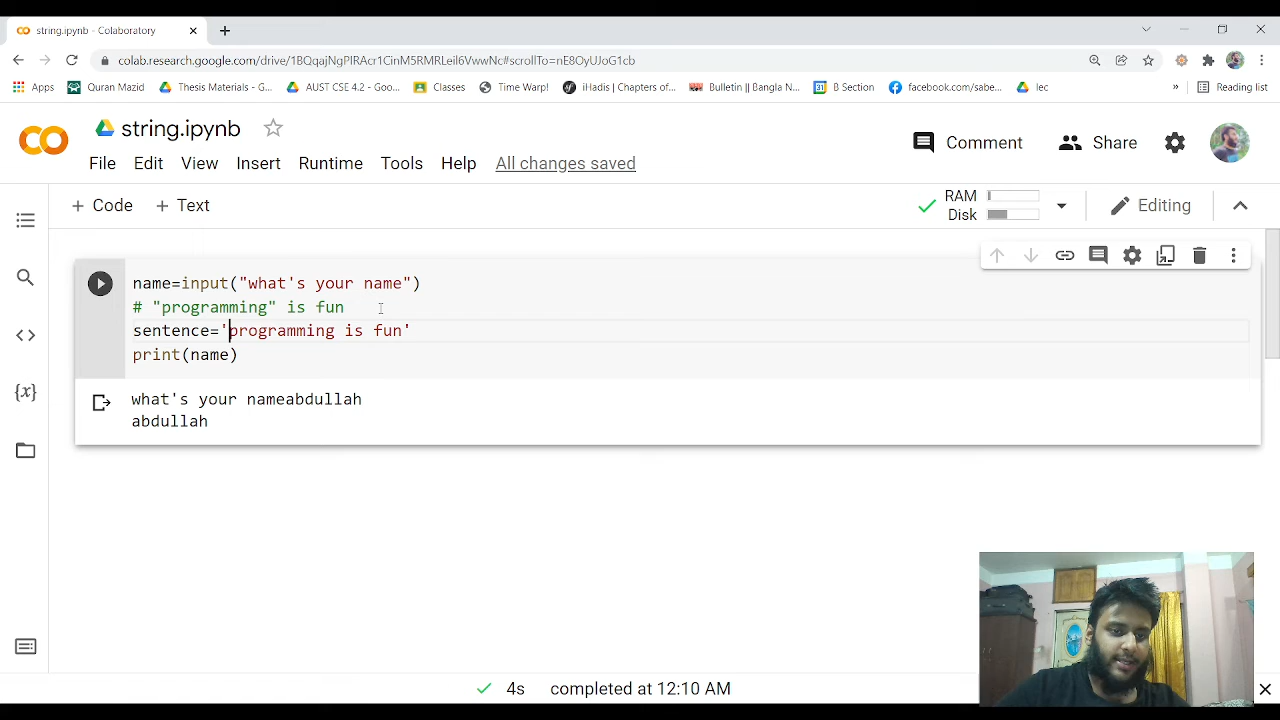 string.ipynb - Colaboratory
colab.research.google.com/drive/1BQqajNgPIRAcr1CinM5RMRLeil6VwwNc#scrollTo=nE8OyUJoG1cb
Apps Quran Mazid Thesis Materials - G... AUST CSE 4.2 - Goo... Classes Time Warp! iHadis | Chapters of... Bulletin || Bangla N... B Section facebook.com/sabe... lec » Reading list
string.ipynb
Comment Share
File Edit View Insert Runtime Tools Help All changes saved
+ Code + Text
RAM
Disk
Editing
name=input("what's your name")
# "programming" is fun
sentence='programming is fun'
print(name)
what's your nameabdullah
abdullah
4s completed at 12:10 AM